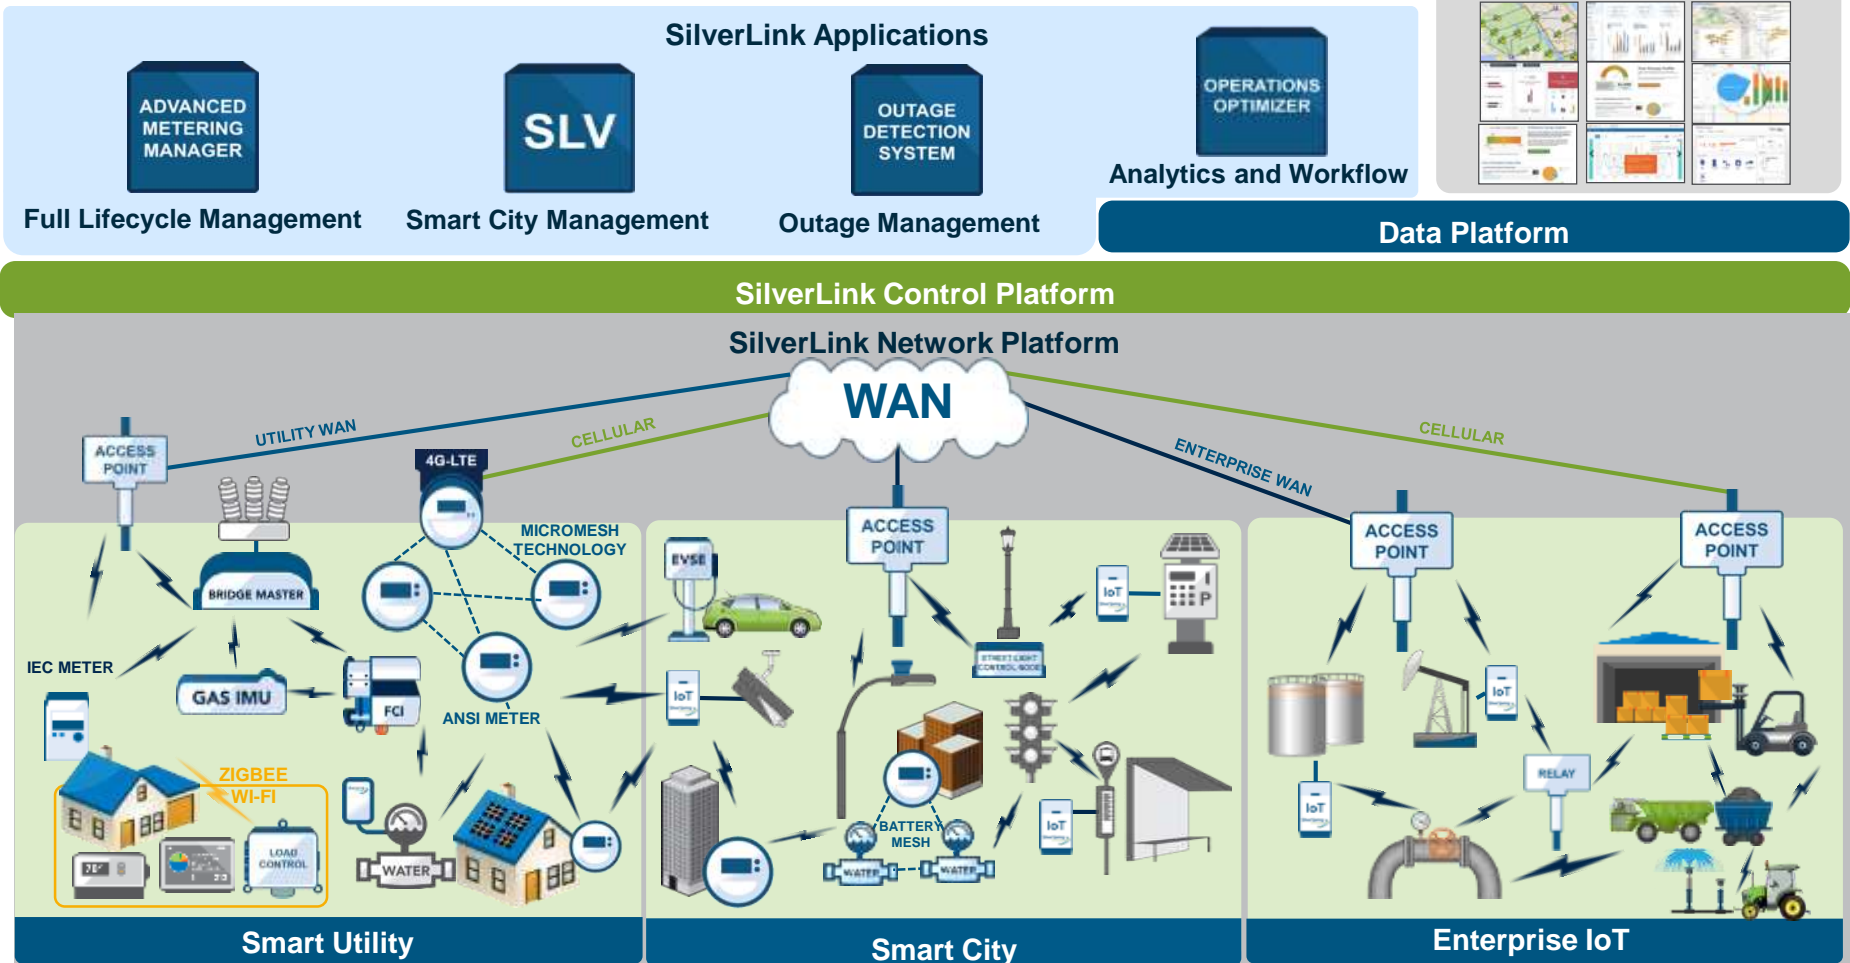 SilverLink Applications
ADVANCED
METERING
MANAGER
SLV
OUTAGE
DETECTION
SYSTEM
OPERATIONS
OPTIMIZER
Full Lifecycle Management
Smart City Management
Outage Management
Analytics and Workflow
Data Platform
SilverLink Control Platform
SilverLink Network Platform
WAN
UTILITY WAN
CELLULAR
ENTERPRISE WAN
CELLULAR
ACCESS
POINT
4G-LTE
BRIDGE MASTER
MICROMESH
TECHNOLOGY
IEC METER
GAS IMU
FCI
ANSI METER
ZIGBEE
WI-FI
LOAD
CONTROL
WATER
Smart Utility
EVSE
ACCESS
POINT
STREET LIGHT
CONTROL NODE
IoT
P
IoT
BATTERY
MESH
WATER
WATER
IoT
Smart City
ACCESS
POINT
ACCESS
POINT
IoT
RELAY
IoT
Enterprise IoT